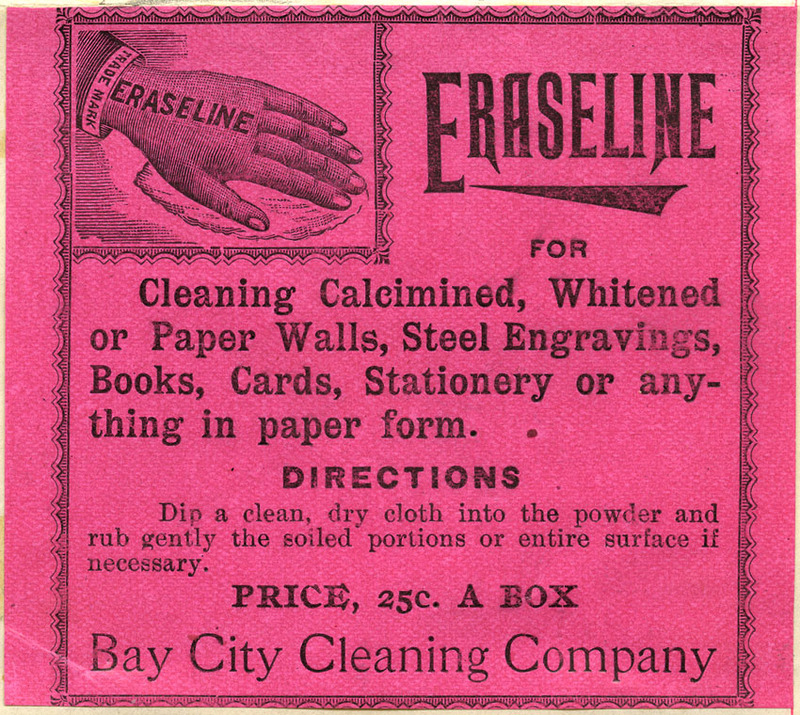 TRADE MARK
ERASELINE
ERASELINE
FOR
Cleaning Calcimined, Whitened
or Paper Walls, Steel Engravings,
Books, Cards, Stationery or any-
thing in paper form.
DIRECTIONS
Dip a clean, dry cloth into the powder and
rub gently the soiled portions or entire surface if
necessary.
PRICE, 25c. A BOX
Bay City Cleaning Company